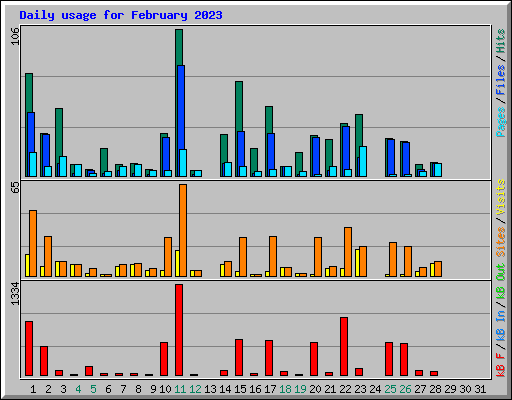 Daily usage for February 2023
106
Pages / Files / Hits
65
Sites / Visits
1334
kB F / kB In / kB Out
1 2 3 4 5 6 7 8 9 10 11 12 13 14 15 16 17 18 19 20 21 22 23 24 25 26 27 28 29 30 31